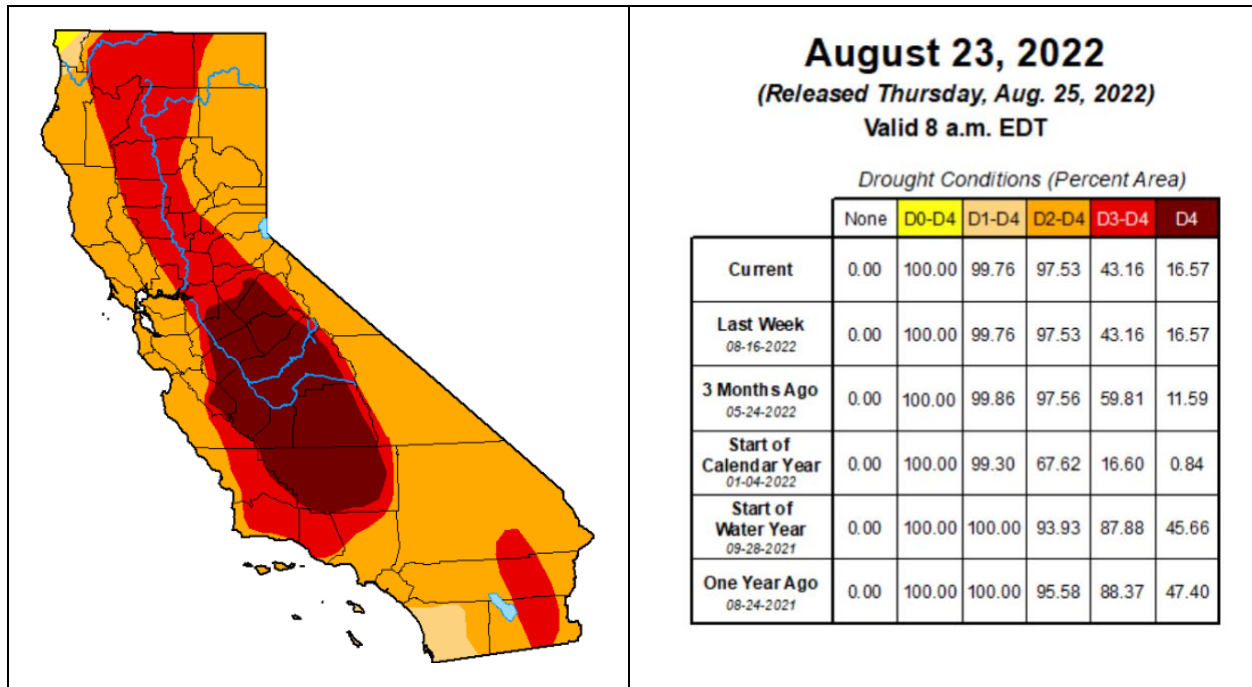 August 23, 2022
(Released Thursday, Aug. 25, 2022)
Valid 8 a.m. EDT
Drought Conditions (Percent Area)
None D0-D4 D1-D4 D2-D4 D3-D4 D4
Current 0.00 100.00 99.76 97.53 43.16 16.57
Last Week
08-16-2022
0.00 100.00 99.76 97.53 43.16 16.57
3 Months Ago
05-24-2022
0.00 100.00 99.86 97.56 59.81 11.59
Start of
Calendar Year
01-04-2022
0.00 100.00 99.30 67.62 16.60 0.84
Start of
Water Year
09-28-2021
0.00 100.00 100.00 93.93 87.88 45.66
One Year Ago
08-24-2021
0.00 100.00 100.00 95.58 88.37 47.40